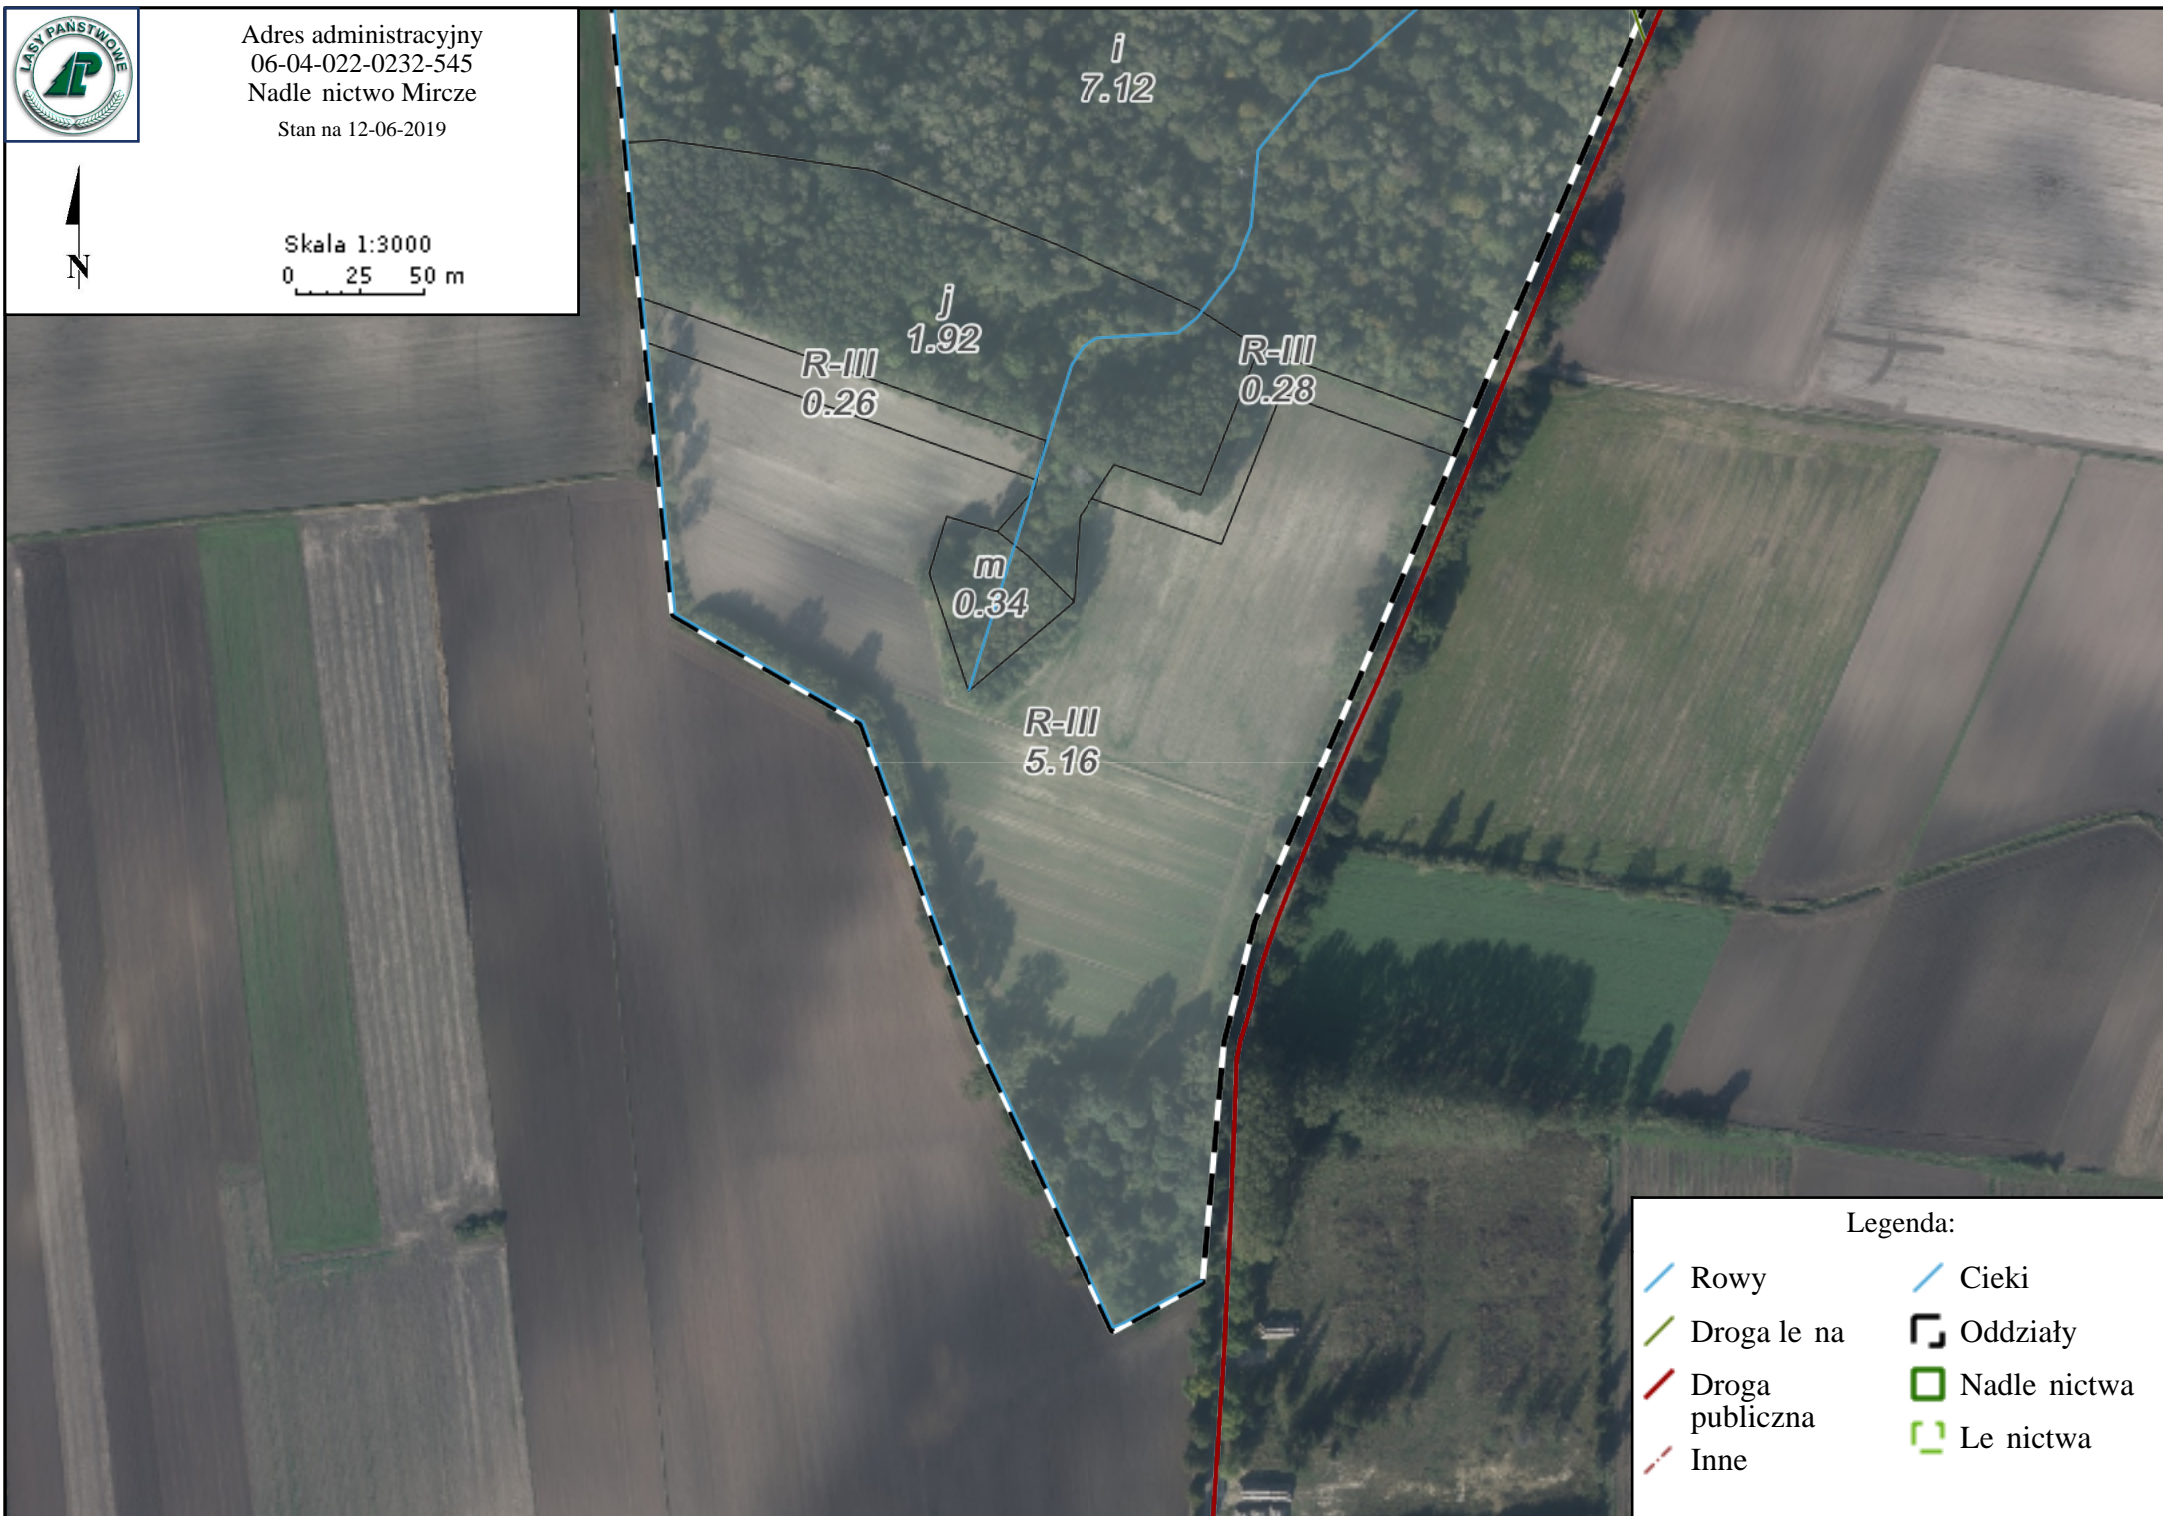 LASY PAŃSTWOWE
Adres administracyjny
06-04-022-0232-545
Nadle nictwo Mircze
Stan na 12-06-2019
N
Skala 1:3000
0 25 50 m
i
7.12
j
1.92
R-III
0.26
R-III
0.28
m
0.34
R-III
5.16
Legenda:
Rowy
Cieki
Droga le na
Oddziały
Droga
publiczna
Nadle nictwa
Inne
Le nictwa